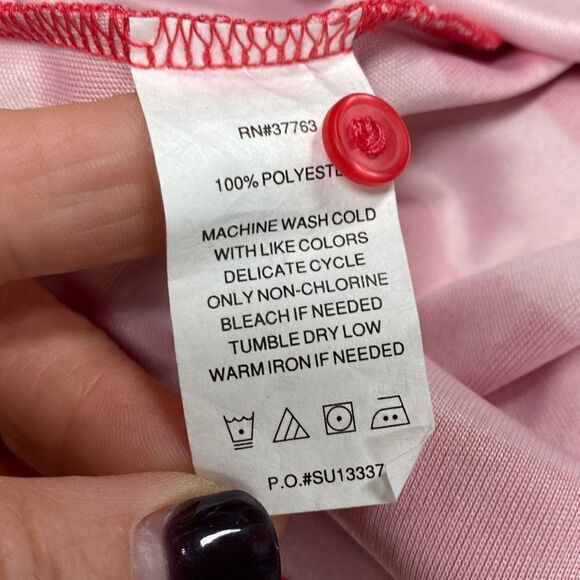 RN#37763
100% POLYESTE
MACHINE WASH COLD
WITH LIKE COLORS
DELICATE CYCLE
ONLY NON-CHLORINE
BLEACH IF NEEDED
TUMBLE DRY LOW
WARM IRON IF NEEDED
P.O.#SU13337